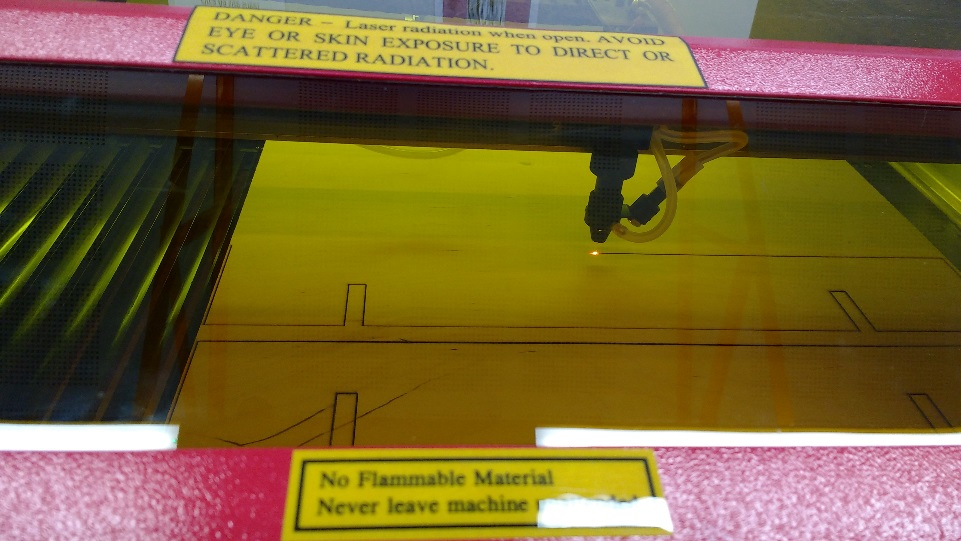 DANGER - Laser radiation when open. AVOID
EYE OR SKIN EXPOSURE TO DIRECT OR
SCATTERED RADIATION.
No Flammable Material
Never leave machine